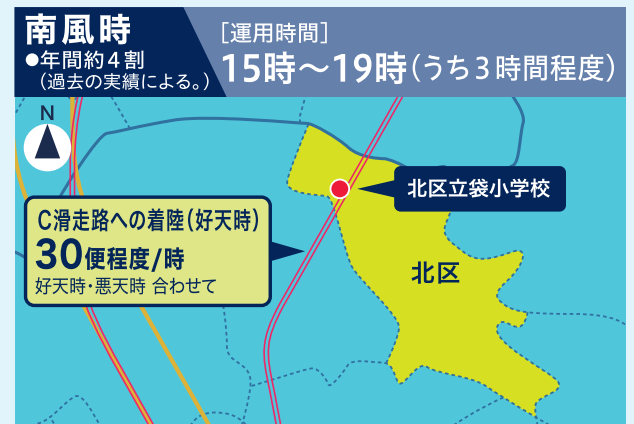 南風時
●年間約4割
(過去の実績による。)
［運用時間］
15時～19時(うち3時間程度)
N
北区立袋小学校
C滑走路への着陸(好天時)
30便程度/時
好天時・悪天時 合わせて
北区